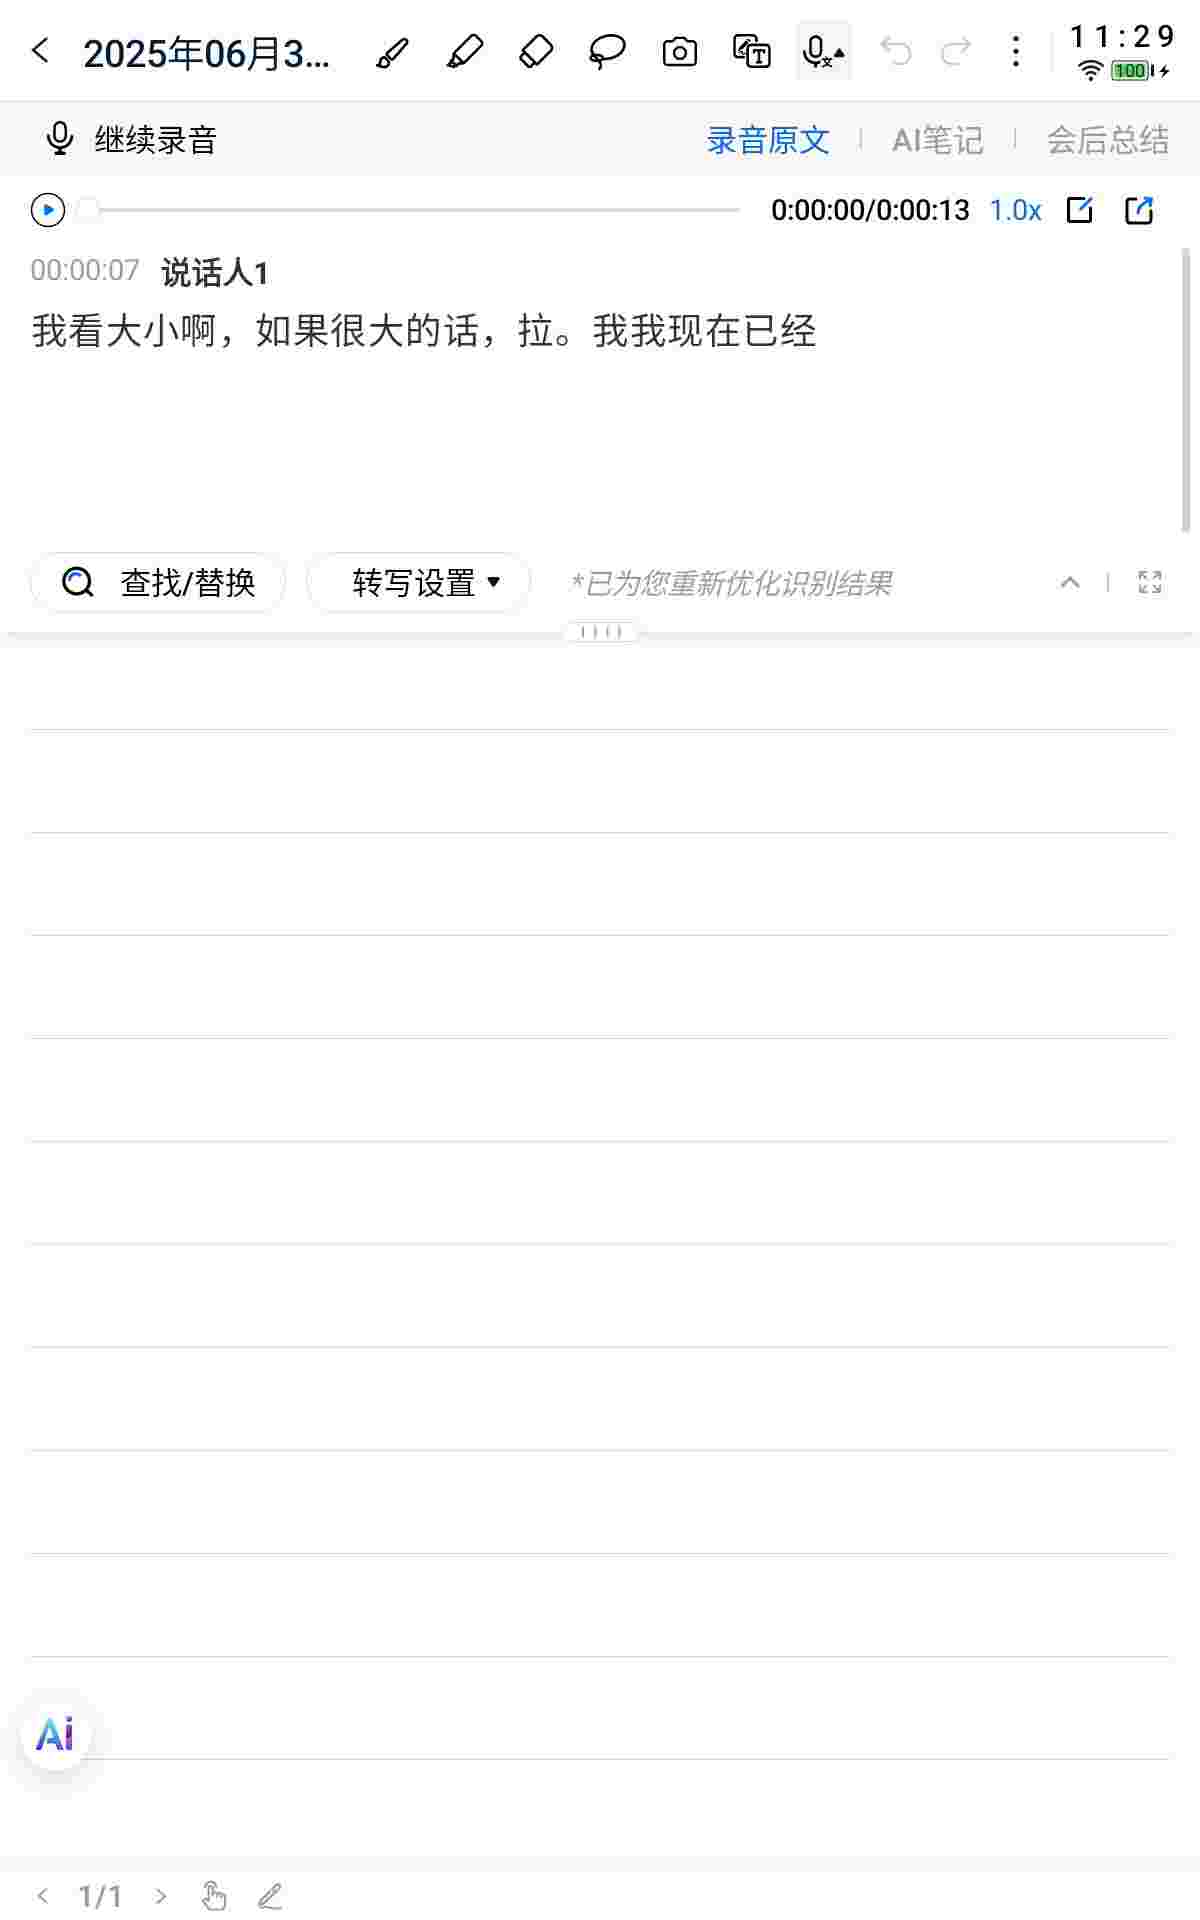 2025年06月3...
11:29
100
继续录音
录音原文
AI笔记
会后总结
0:00:00/0:00:13 1.0x
00:00:07 说话人1
我看大小啊，如果很大的话，拉。我我现在已经
查找/替换
转写设置
*已为您重新优化识别结果
Ai
1/1